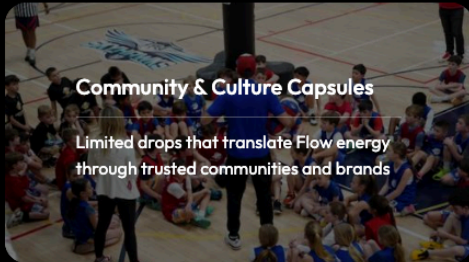 Community & Culture Capsules
Limited drops that translate Flow energy
through trusted communities and brands